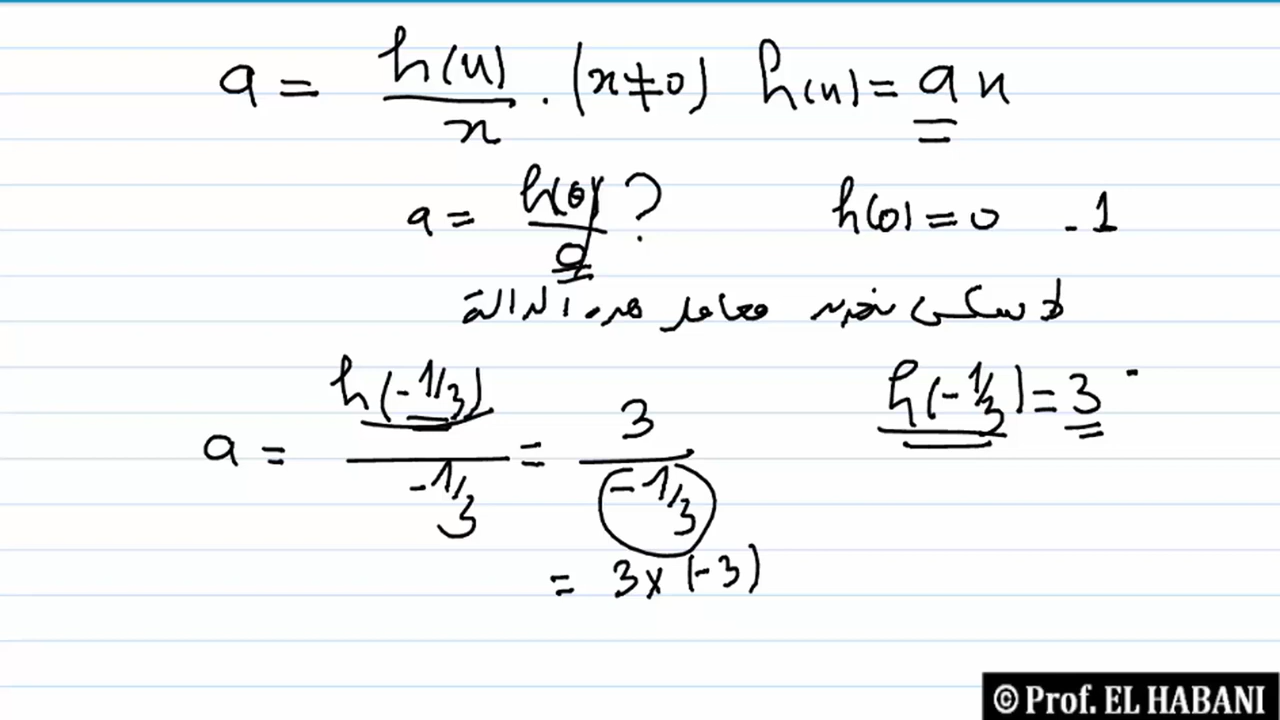 a = h(x)/x . (x≠0) h(x) = ax
a = h(0)/0 ? h(0) = 0 - 1
لا يمكن تحديد معامل هذه الدالة
a = h(-1/3)/(-1/3) = 3/(-1/3) h(-1/3) = 3 -
= 3 x (-3)
© Prof. EL HABANI